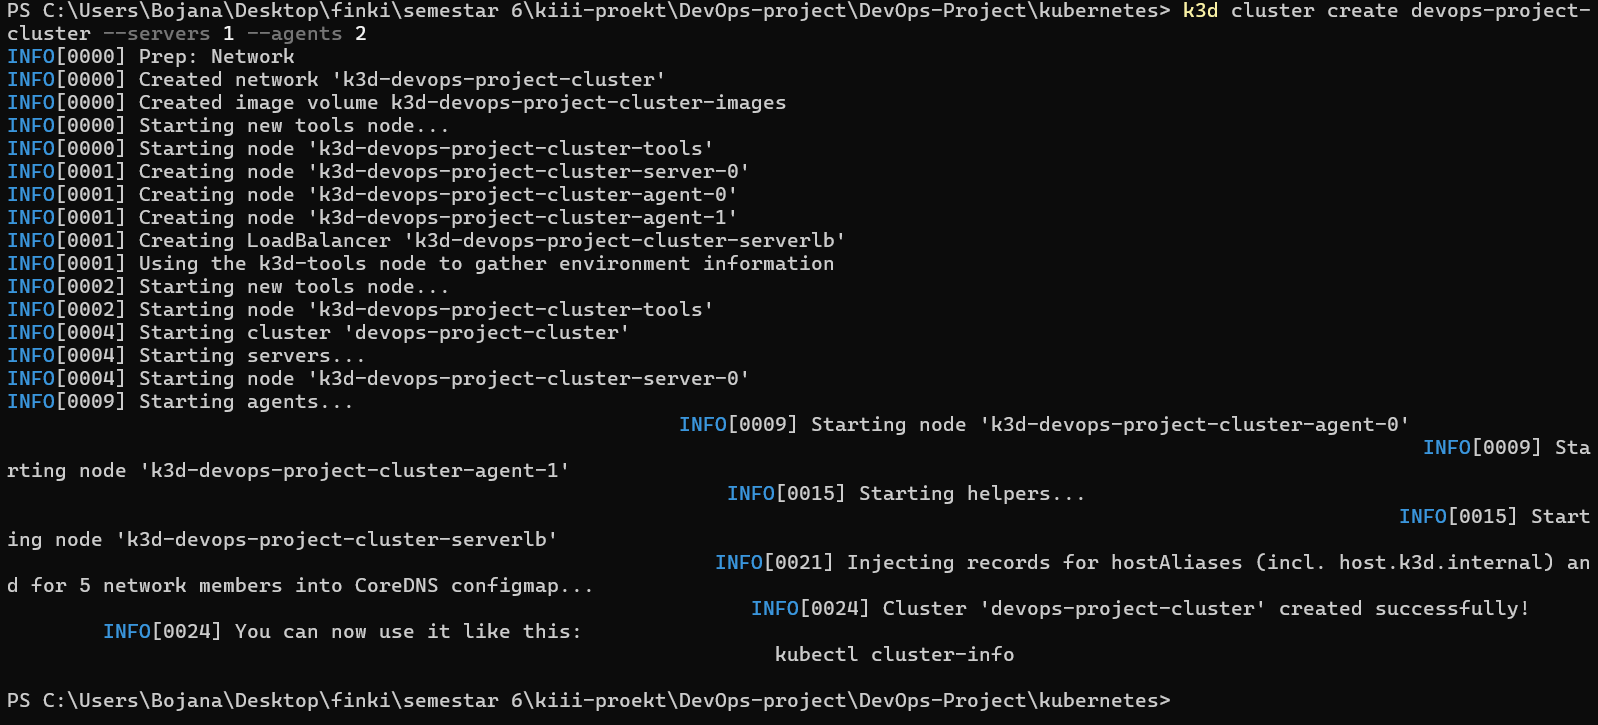 PS C:\Users\Bojana\Desktop\finki\semestar 6\kiii-proekt\DevOps-project\DevOps-Project\kubernetes> k3d cluster create devops-project-
cluster --servers 1 --agents 2
INFO[0000] Prep: Network
INFO[0000] Created network 'k3d-devops-project-cluster'
INFO[0000] Created image volume k3d-devops-project-cluster-images
INFO[0000] Starting new tools node...
INFO[0000] Starting node 'k3d-devops-project-cluster-tools'
INFO[0001] Creating node 'k3d-devops-project-cluster-server-0'
INFO[0001] Creating node 'k3d-devops-project-cluster-agent-0'
INFO[0001] Creating node 'k3d-devops-project-cluster-agent-1'
INFO[0001] Creating LoadBalancer 'k3d-devops-project-cluster-serverlb'
INFO[0001] Using the k3d-tools node to gather environment information
INFO[0002] Starting new tools node...
INFO[0002] Starting node 'k3d-devops-project-cluster-tools'
INFO[0004] Starting cluster 'devops-project-cluster'
INFO[0004] Starting servers...
INFO[0004] Starting node 'k3d-devops-project-cluster-server-0'
INFO[0009] Starting agents...
INFO[0009] Starting node 'k3d-devops-project-cluster-agent-0'
INFO[0009] Sta
rting node 'k3d-devops-project-cluster-agent-1'
INFO[0015] Starting helpers...
INFO[0015] Start
ing node 'k3d-devops-project-cluster-serverlb'
INFO[0021] Injecting records for hostAliases (incl. host.k3d.internal) an
d for 5 network members into CoreDNS configmap...
INFO[0024] Cluster 'devops-project-cluster' created successfully!
INFO[0024] You can now use it like this:
kubectl cluster-info
PS C:\Users\Bojana\Desktop\finki\semestar 6\kiii-proekt\DevOps-project\DevOps-Project\kubernetes>